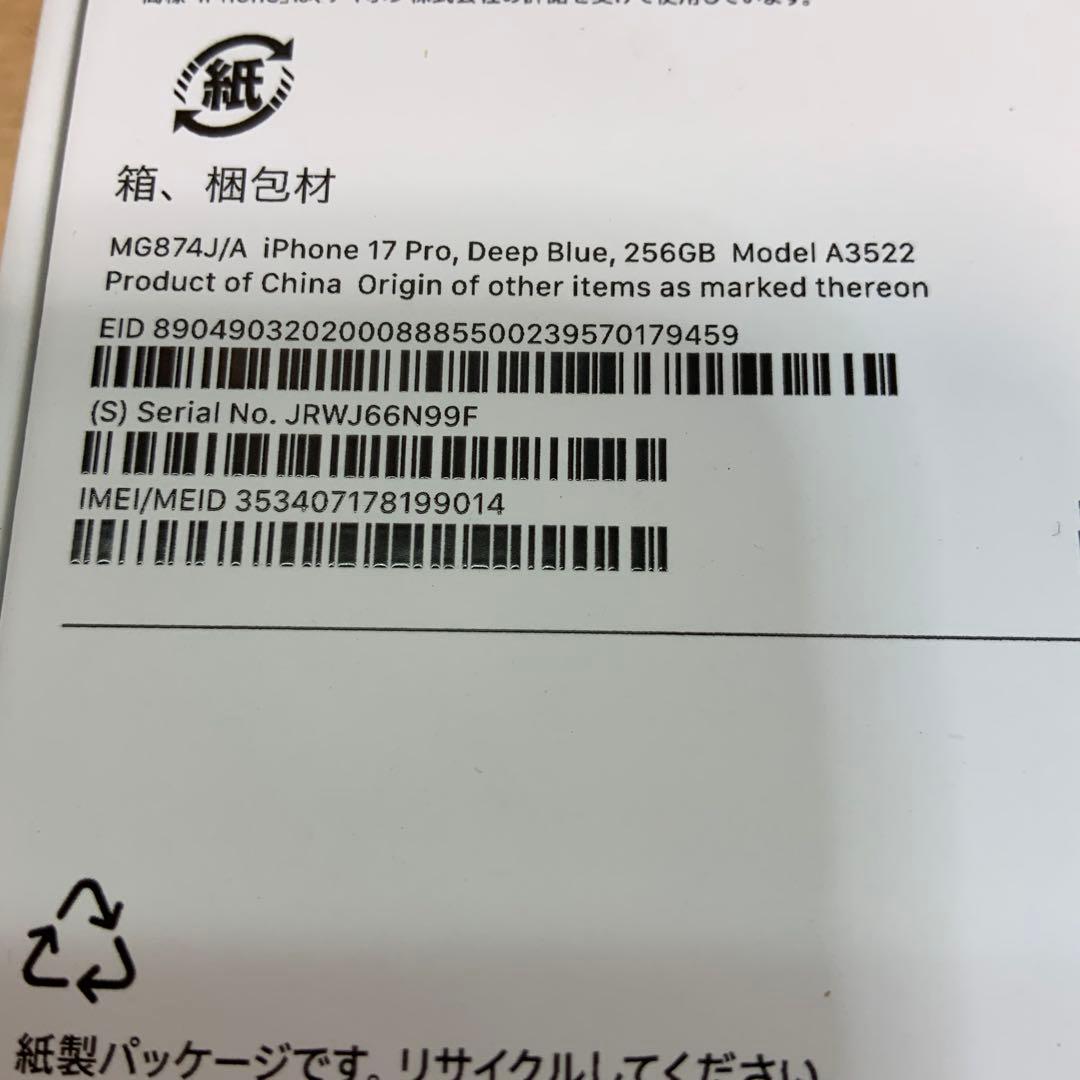 紙
箱、梱包材
MG874J/A iPhone 17 Pro, Deep Blue, 256GB Model A3522
Product of China Origin of other items as marked thereon
EID 89049032020008885500239570179459
(S) Serial No. JRWJ66N99F
IMEI/MEID 353407178199014
紙製パッケージです。リサイクルしてください